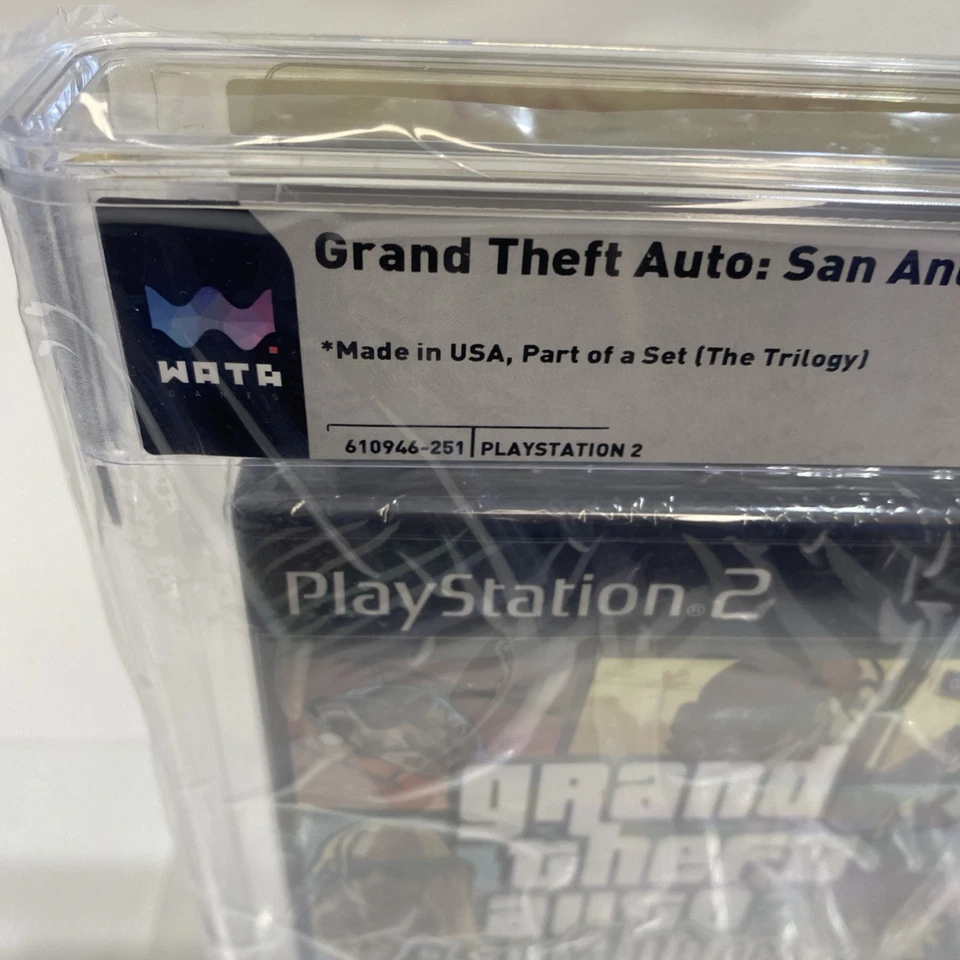 Grand Theft Auto: San An
*Made in USA, Part of a Set (The Trilogy)
WATA
GAMES
610946-251 PLAYSTATION 2
PlayStation®2
grand
theft
auto